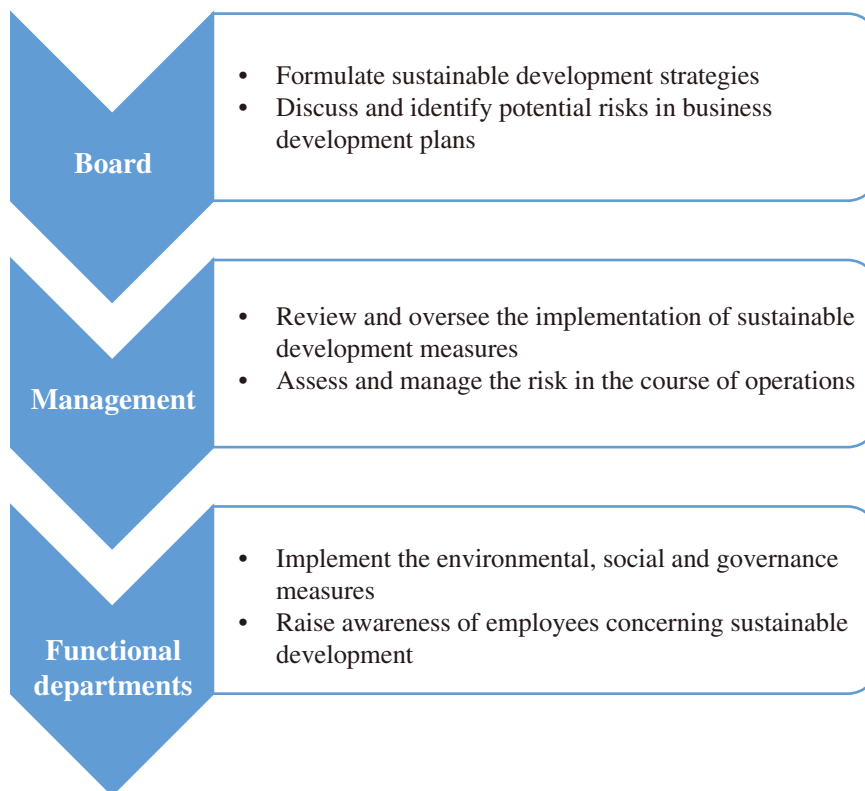 Board
• Formulate sustainable development strategies
• Discuss and identify potential risks in business
development plans
Management
• Review and oversee the implementation of sustainable
development measures
• Assess and manage the risk in the course of operations
Functional
departments
• Implement the environmental, social and governance
measures
• Raise awareness of employees concerning sustainable
development